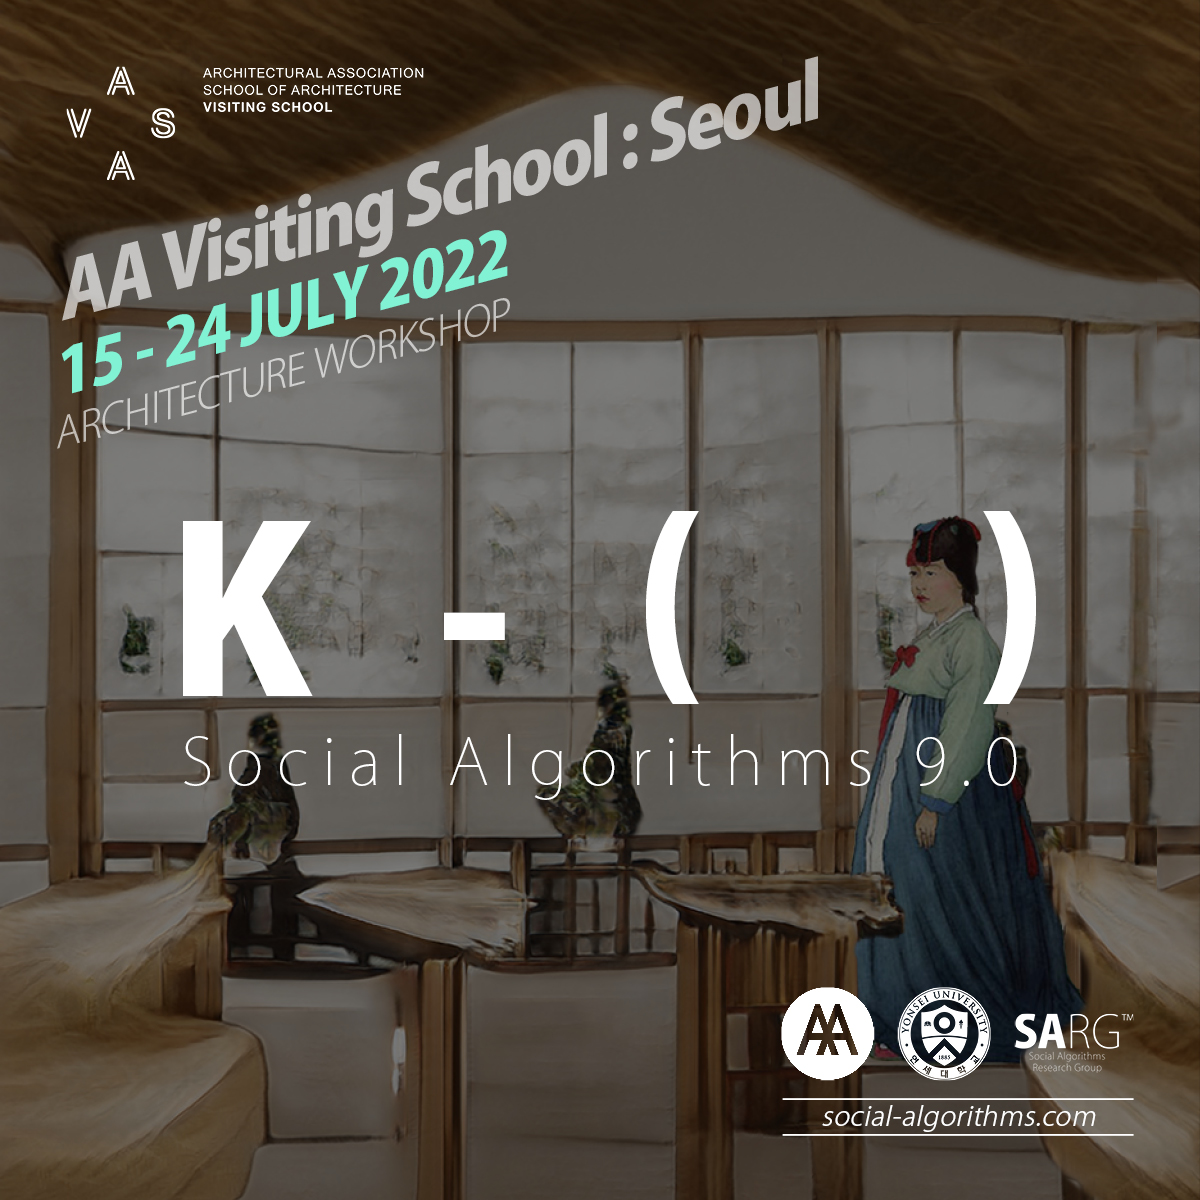 A
V S
A
ARCHITECTURAL ASSOCIATION
SCHOOL OF ARCHITECTURE
VISITING SCHOOL
AA Visiting School : Seoul
15 - 24 JULY 2022
ARCHITECTURE WORKSHOP
K - ( )
Social Algorithms 9.0
AA
YONSEI UNIVERSITY
1885
연세대학교
SARG™
Social Algorithms
Research Group
social-algorithms.com